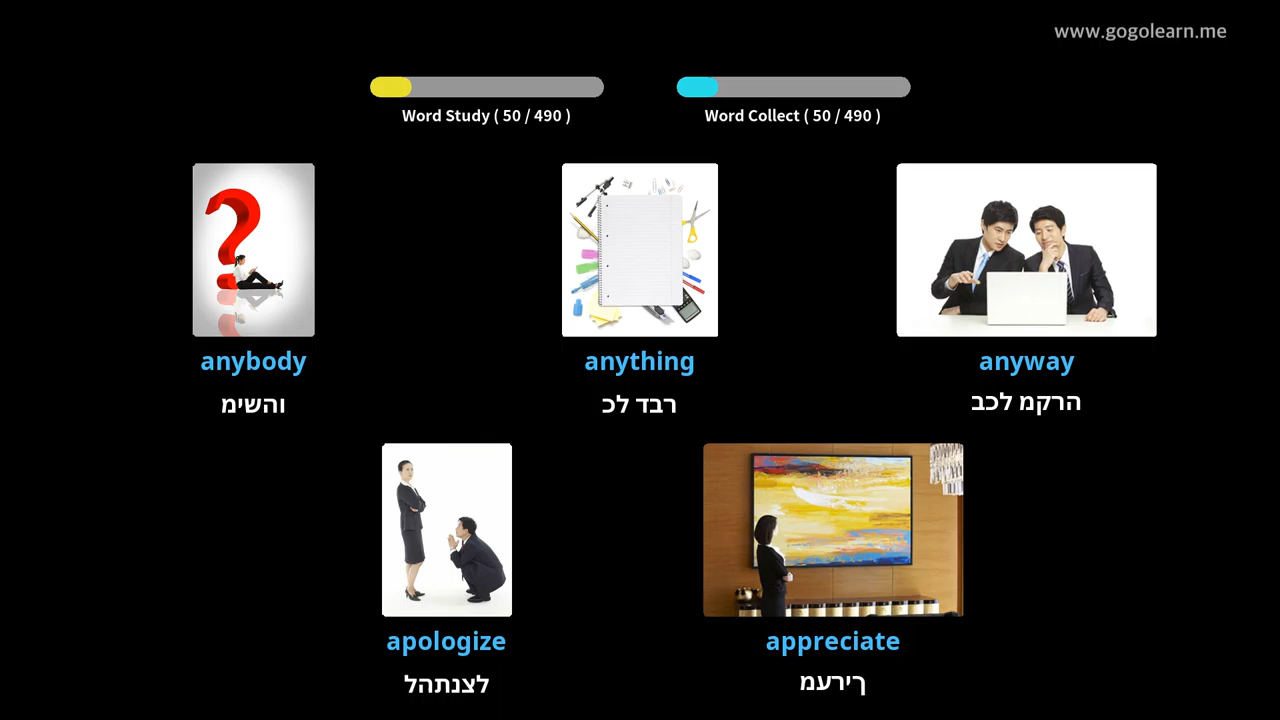 www.gogolearn.me
Word Study ( 50 / 490 )
Word Collect ( 50 / 490 )
anybody
והשימ
anything
רבד לכ
anyway
הרקמ לכב
apologize
לצנתהל
appreciate
ךירעמ